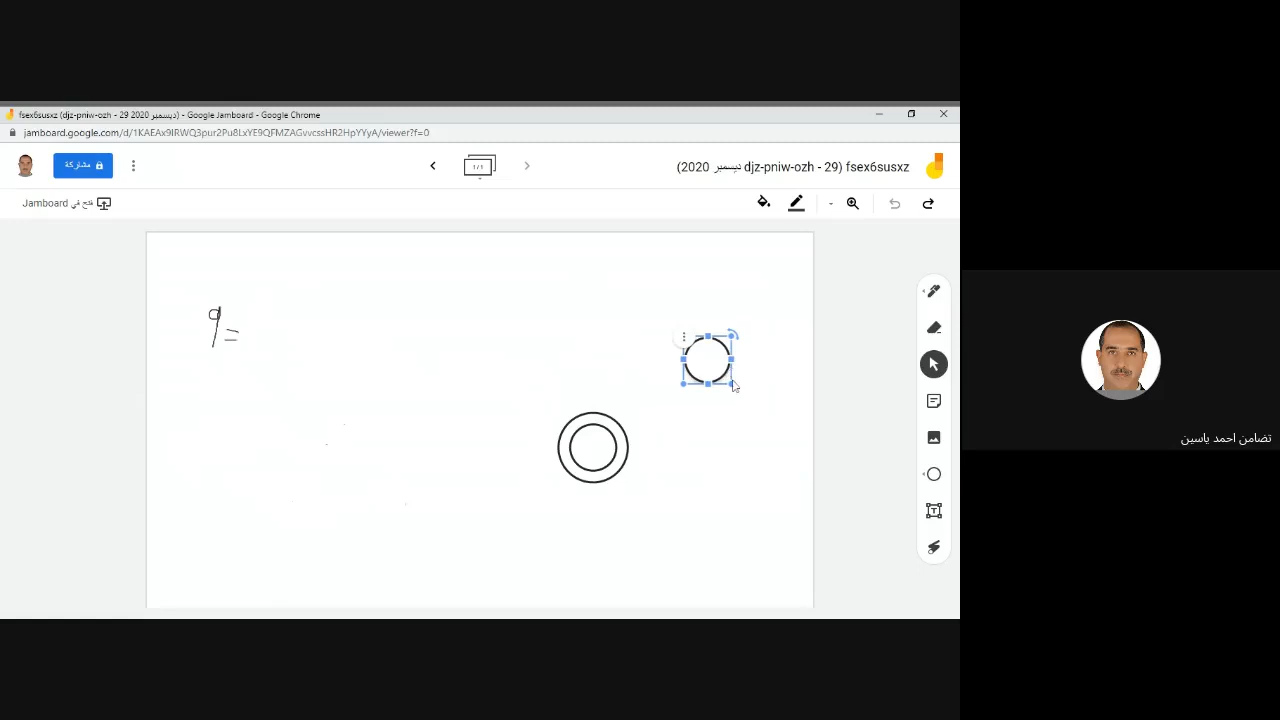 fsex6susxz (djz-pniw-ozh - 29 ديسمبر 2020) - Google Jamboard - Google Chrome
jamboard.google.com/d/1KAEAx9IRWQ3pur2Pu8LxYE9QFMZAGvvcssHR2HpYYyA/viewer?f=0
مشاركة
1/1
fsex6susxz (djz-pniw-ozh - 29 ديسمبر 2020)
فتح في Jamboard
9=
تضامن احمد ياسين